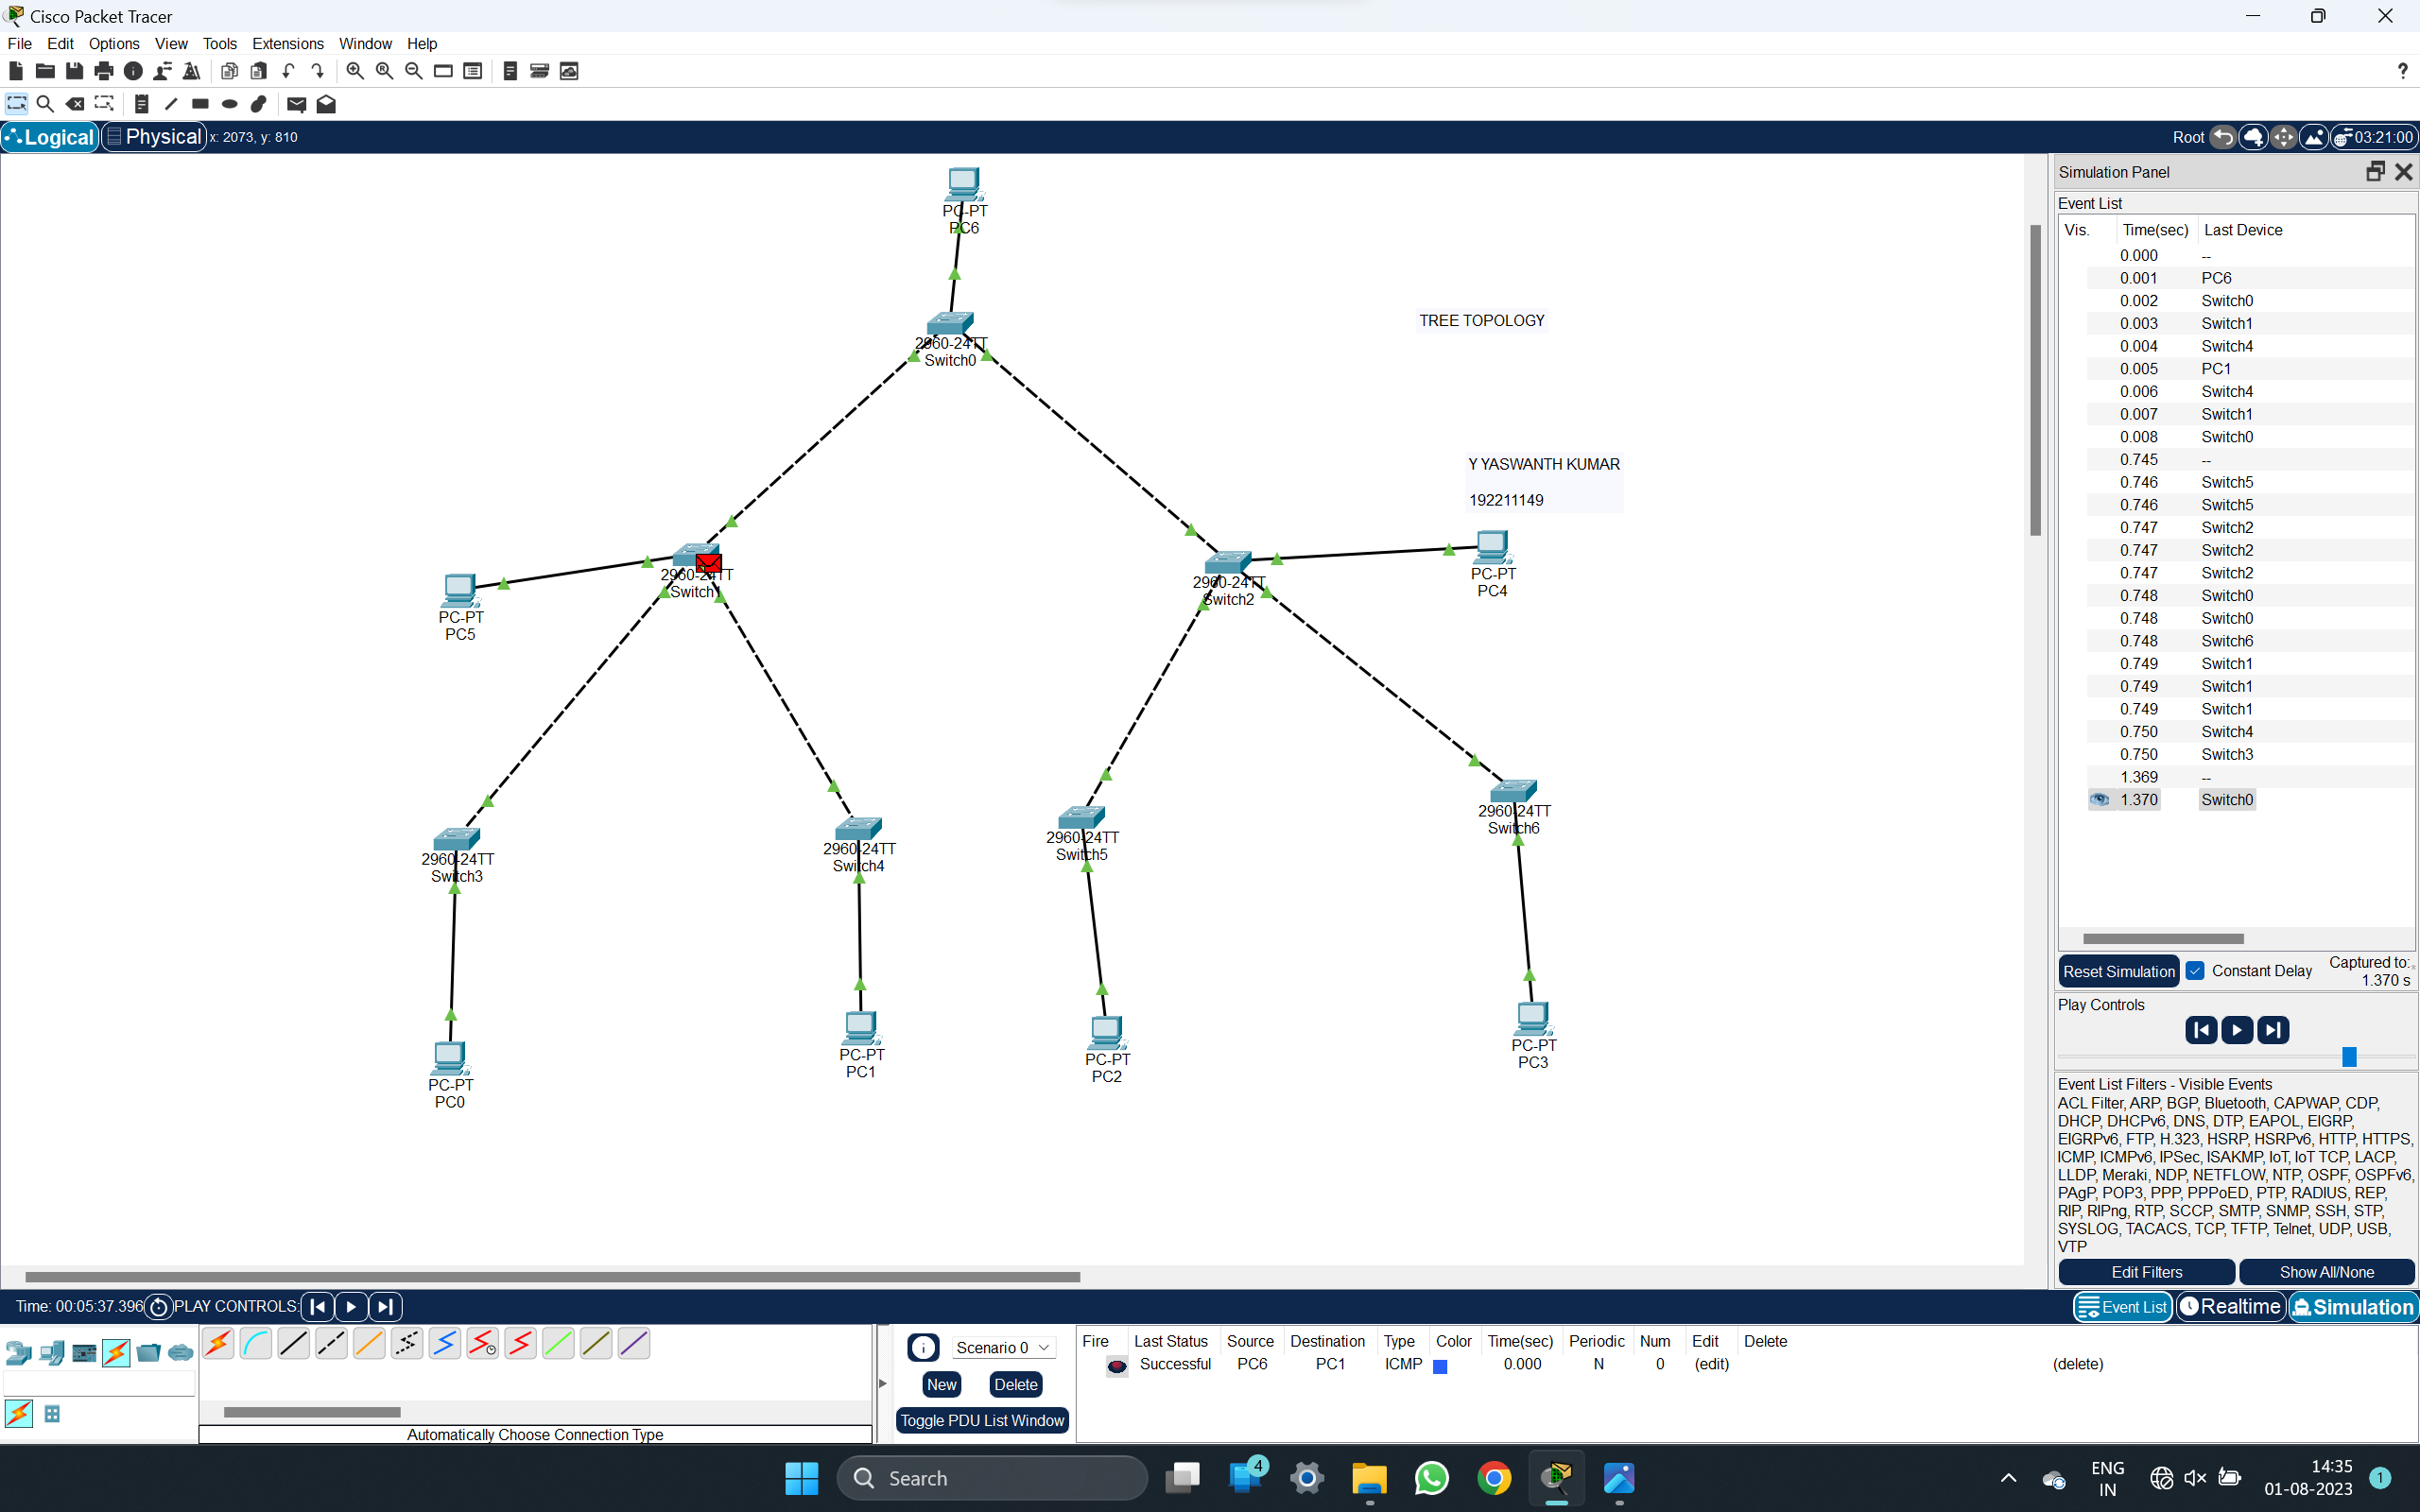 Cisco Packet Tracer
File Edit Options View Tools Extensions Window Help
Logical Physical x: 2073, y: 810
Root 03:21:00
PC-PT
PC6
2960-24TT
Switch0
TREE TOPOLOGY
Y YASWANTH KUMAR
192211149
2960-24TT
Switch1
PC-PT
PC5
2960-24TT
Switch2
PC-PT
PC4
2960-24TT
Switch3
2960-24TT
Switch4
2960-24TT
Switch5
2960-24TT
Switch6
PC-PT
PC0
PC-PT
PC1
PC-PT
PC2
PC-PT
PC3
Simulation Panel
Event List
Vis. Time(sec) Last Device
0.000 --
0.001 PC6
0.002 Switch0
0.003 Switch1
0.004 Switch4
0.005 PC1
0.006 Switch4
0.007 Switch1
0.008 Switch0
0.745 --
0.746 Switch5
0.746 Switch5
0.747 Switch2
0.747 Switch2
0.747 Switch2
0.748 Switch0
0.748 Switch0
0.748 Switch6
0.749 Switch1
0.749 Switch1
0.749 Switch1
0.750 Switch4
0.750 Switch3
1.369 --
1.370 Switch0
Reset Simulation Constant Delay Captured to:*
1.370 s
Play Controls
Event List Filters - Visible Events
ACL Filter, ARP, BGP, Bluetooth, CAPWAP, CDP,
DHCP, DHCPv6, DNS, DTP, EAPOL, EIGRP,
EIGRPv6, FTP, H.323, HSRP, HSRPv6, HTTP, HTTPS,
ICMP, ICMPv6, IPSec, ISAKMP, IoT, IoT TCP, LACP,
LLDP, Meraki, NDP, NETFLOW, NTP, OSPF, OSPFv6,
PAgP, POP3, PPP, PPPoED, PTP, RADIUS, REP,
RIP, RIPng, RTP, SCCP, SMTP, SNMP, SSH, STP,
SYSLOG, TACACS, TCP, TFTP, Telnet, UDP, USB,
VTP
Edit Filters Show All/None
Time: 00:05:37.396 PLAY CONTROLS:
Event List Realtime Simulation
Automatically Choose Connection Type
Scenario 0
New Delete
Toggle PDU List Window
Fire Last Status Source Destination Type Color Time(sec) Periodic Num Edit Delete
Successful PC6 PC1 ICMP 0.000 N 0 (edit) (delete)
Search
4
ENG
IN
14:35
01-08-2023
1